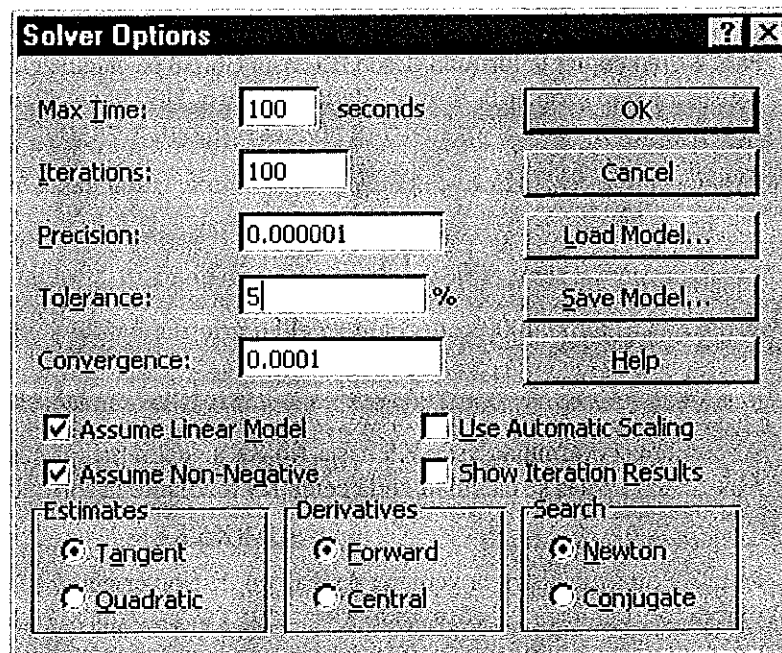 Solver Options
Max Time: 100 seconds OK
Iterations: 100 Cancel
Precision: 0.000001 Load Model...
Tolerance: 5 % Save Model...
Convergence: 0.0001 Help
Assume Linear Model Use Automatic Scaling
Assume Non-Negative Show Iteration Results
Estimates Derivatives Search
Tangent Forward Newton
Quadratic Central Conjugate